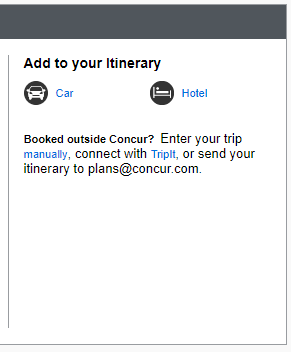 Add to your Itinerary
Car
Hotel
Booked outside Concur? Enter your trip
manually, connect with TripIt, or send your
itinerary to plans@concur.com.